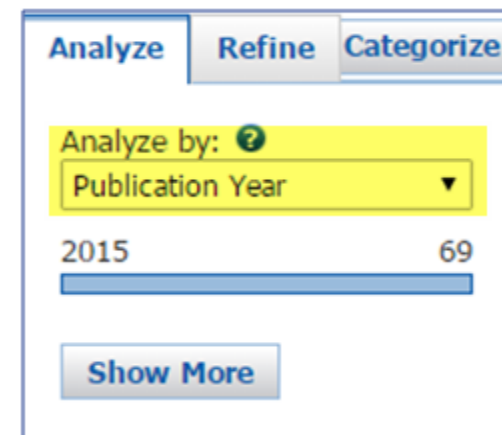 Analyze Refine Categorize
Analyze by: ?
Publication Year
2015 69
Show More